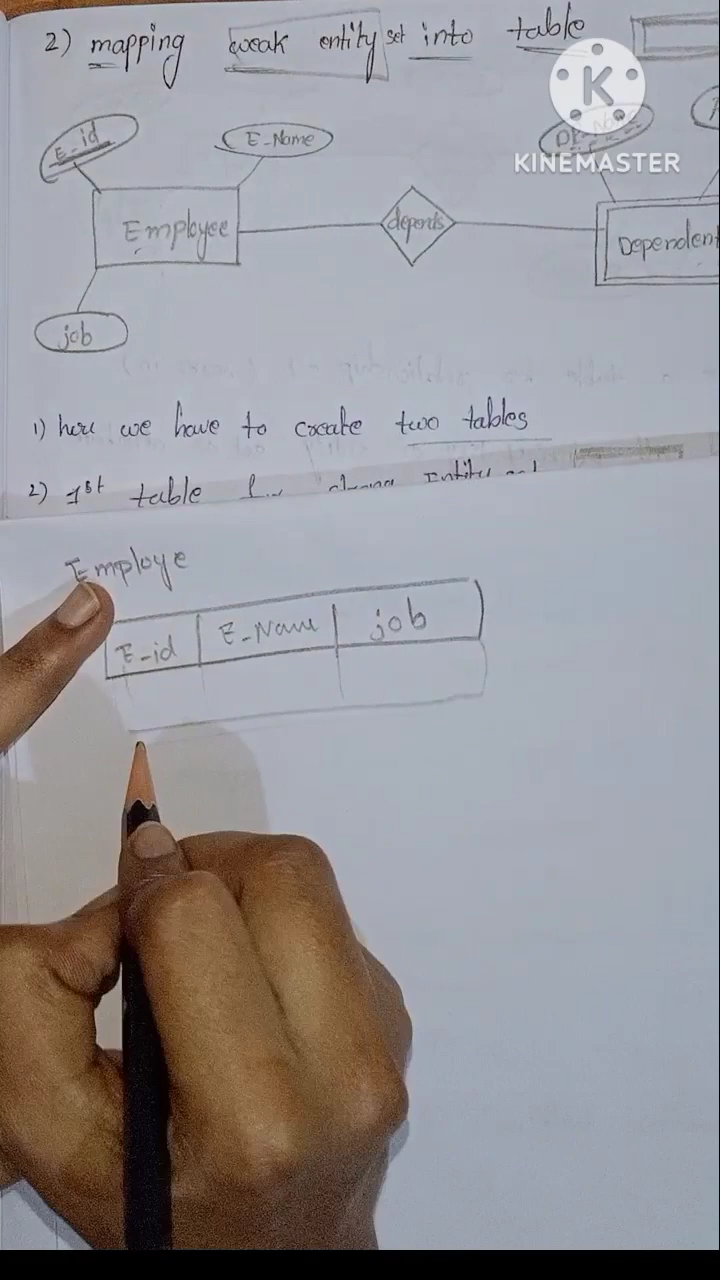 2) mapping weak entity set into table
K
KINEMASTER
E-id
E-Name
Employee
depends
Dependent
job
1) here we have to create two tables
2) 1st table
Employe
E-id E-Name job